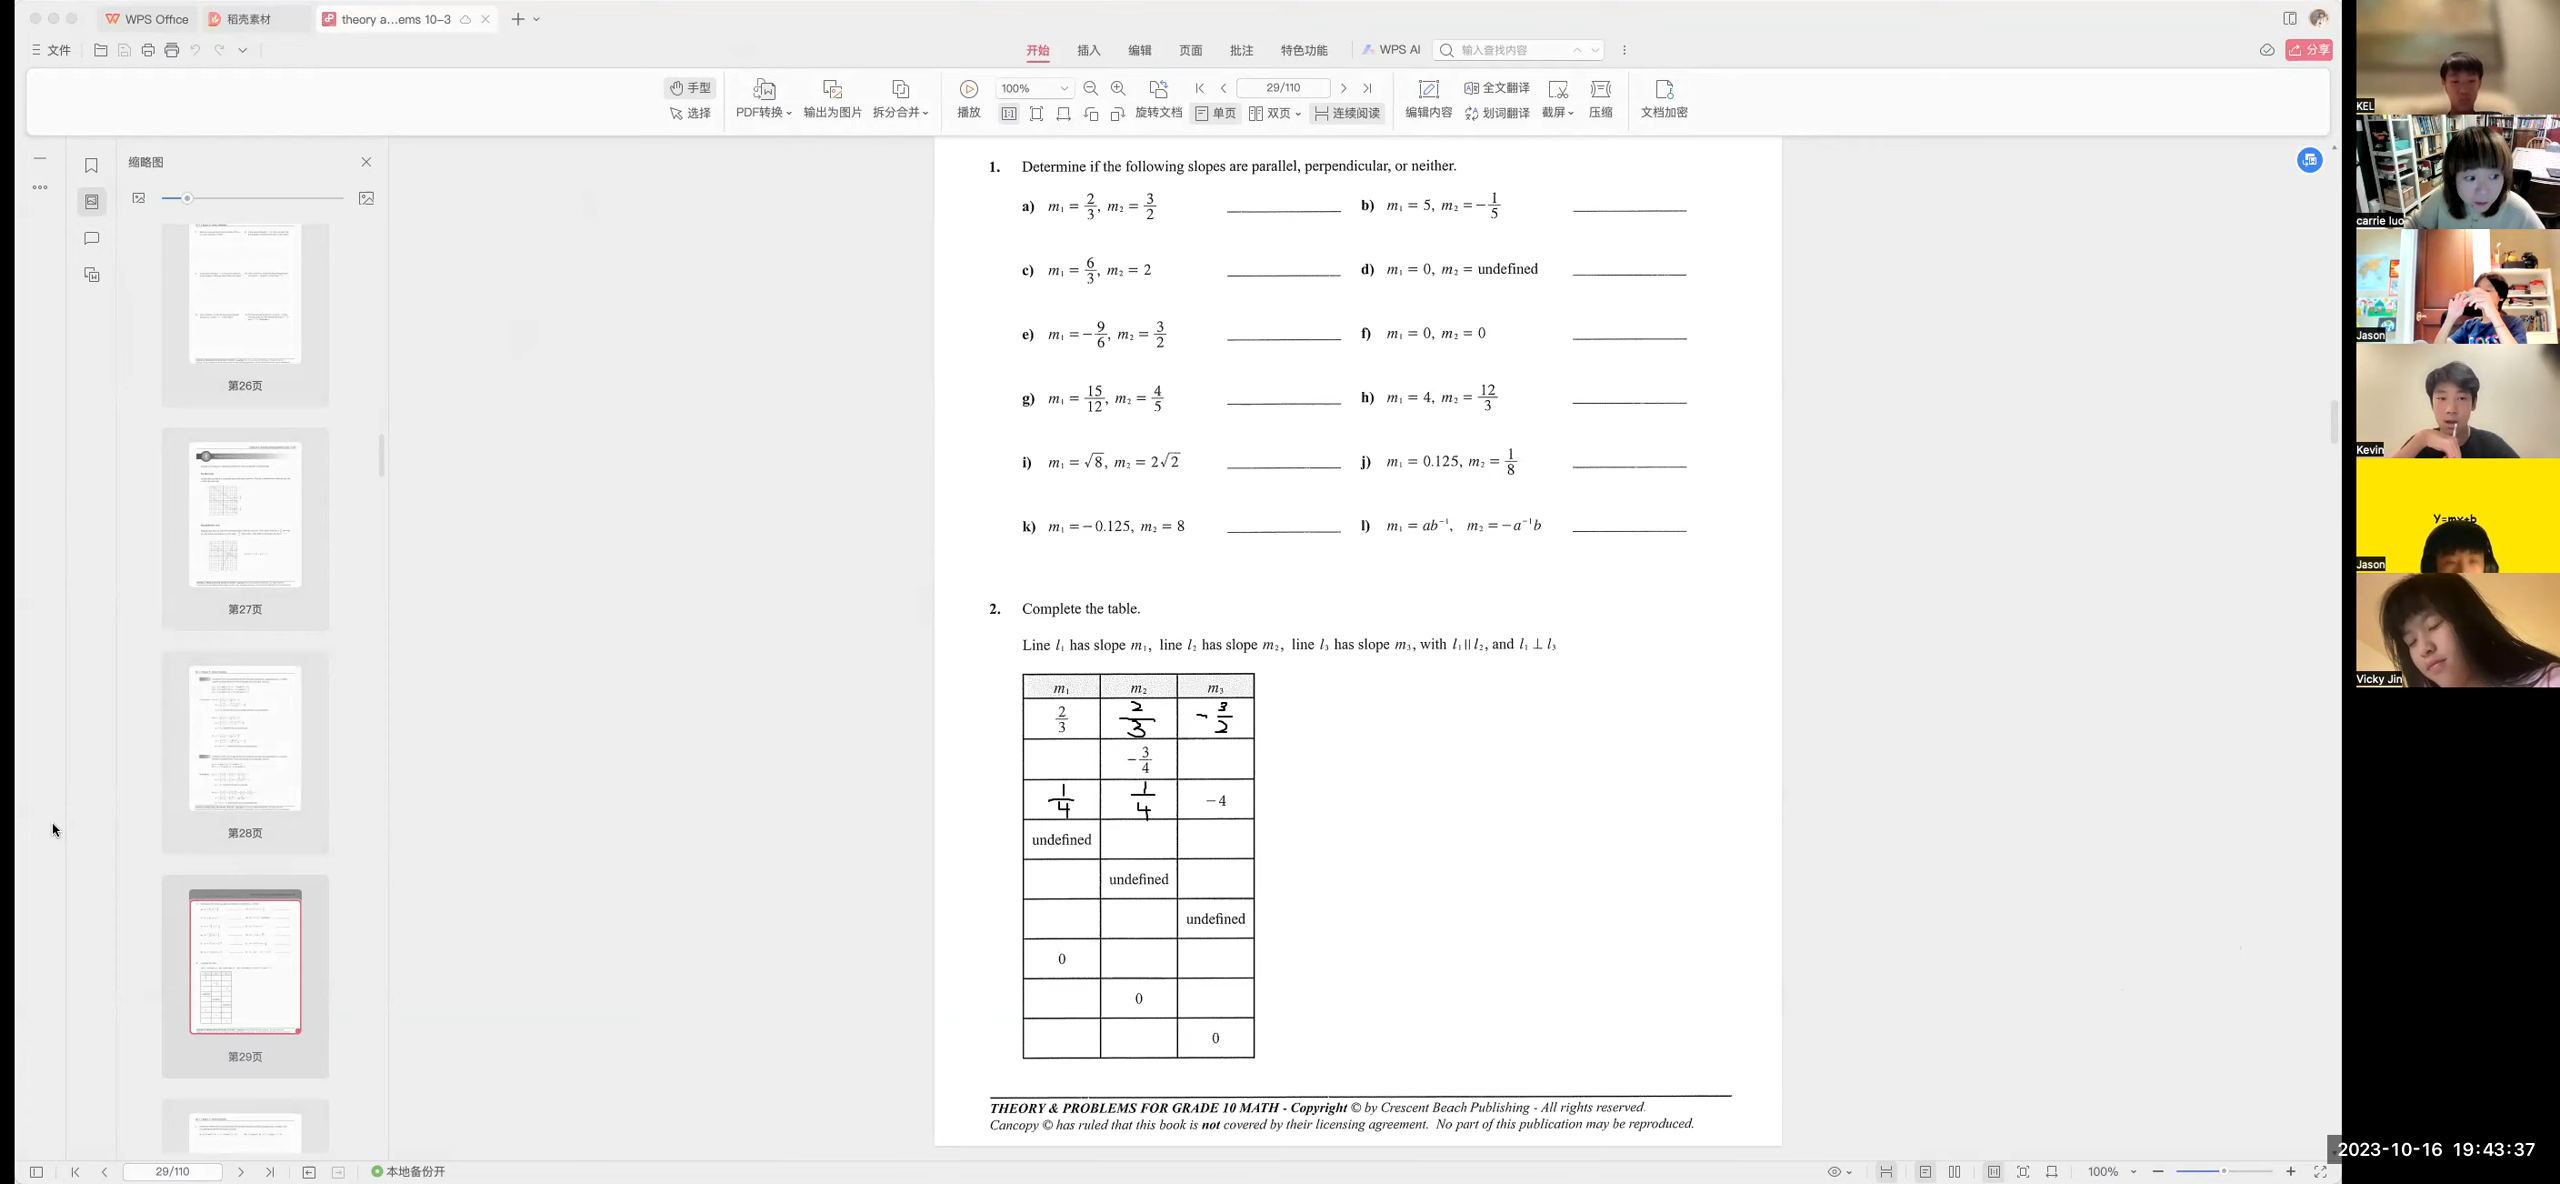 WPS Office
稻壳素材
theory a...ems 10-3
文件
开始
插入
编辑
页面
批注
特色功能
WPS AI
输入查找内容
分享
手型
选择
PDF转换
输出为图片
拆分合并
播放
100%
旋转文档
29/110
单页
双页
连续阅读
编辑内容
全文翻译
划词翻译
截屏
压缩
文档加密
缩略图
第26页
第27页
第28页
第29页
1. Determine if the following slopes are parallel, perpendicular, or neither.
a) m₁ = 2/3, m₂ = 3/2 b) m₁ = 5, m₂ = -1/5
c) m₁ = 6/3, m₂ = 2 d) m₁ = 0, m₂ = undefined
e) m₁ = -9/6, m₂ = 3/2 f) m₁ = 0, m₂ = 0
g) m₁ = 15/12, m₂ = 4/5 h) m₁ = 4, m₂ = 12/3
i) m₁ = √8, m₂ = 2√2 j) m₁ = 0.125, m₂ = 1/8
k) m₁ = -0.125, m₂ = 8 l) m₁ = ab⁻¹, m₂ = -a⁻¹b
2. Complete the table.
Line l₁ has slope m₁, line l₂ has slope m₂, line l₃ has slope m₃, with l₁ || l₂, and l₁ ⊥ l₃
m₁ m₂ m₃
2/3 2/3 -3/2
-3/4
1/4 1/4 -4
undefined
undefined
undefined
0
0
0
THEORY & PROBLEMS FOR GRADE 10 MATH - Copyright © by Crescent Beach Publishing - All rights reserved.
Cancopy © has ruled that this book is not covered by their licensing agreement. No part of this publication may be reproduced.
29/110
本地备份开
100%
KEL
carrie luo
Jason
Kevin
Y=mx+b
Jason
Vicky Jin
2023-10-16 19:43:37